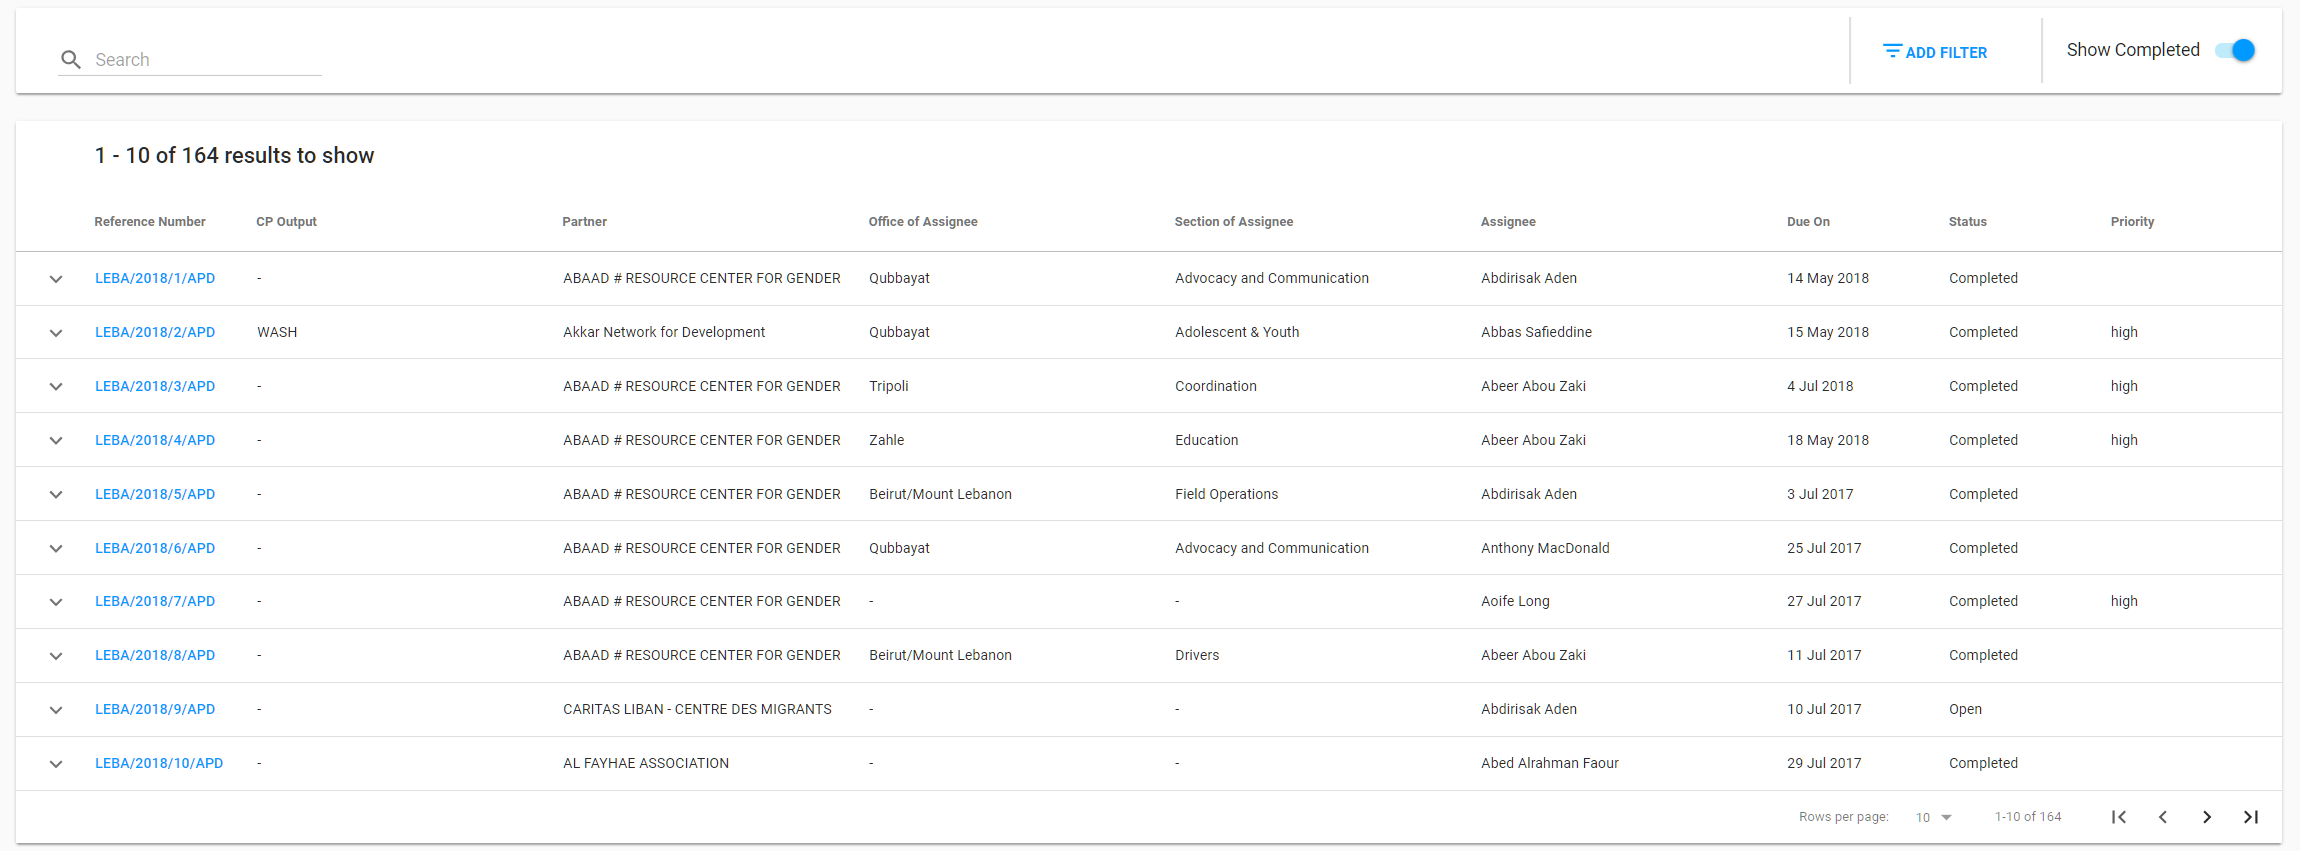 Search
ADD FILTER
Show Completed
1 - 10 of 164 results to show
Reference Number CP Output Partner Office of Assignee Section of Assignee Assignee Due On Status Priority
LEBA/2018/1/APD - ABAAD # RESOURCE CENTER FOR GENDER Qubbayat Advocacy and Communication Abdirisak Aden 14 May 2018 Completed
LEBA/2018/2/APD WASH Akkar Network for Development Qubbayat Adolescent & Youth Abbas Safieddine 15 May 2018 Completed high
LEBA/2018/3/APD - ABAAD # RESOURCE CENTER FOR GENDER Tripoli Coordination Abeer Abou Zaki 4 Jul 2018 Completed high
LEBA/2018/4/APD - ABAAD # RESOURCE CENTER FOR GENDER Zahle Education Abeer Abou Zaki 18 May 2018 Completed high
LEBA/2018/5/APD - ABAAD # RESOURCE CENTER FOR GENDER Beirut/Mount Lebanon Field Operations Abdirisak Aden 3 Jul 2017 Completed
LEBA/2018/6/APD - ABAAD # RESOURCE CENTER FOR GENDER Qubbayat Advocacy and Communication Anthony MacDonald 25 Jul 2017 Completed
LEBA/2018/7/APD - ABAAD # RESOURCE CENTER FOR GENDER - - Aoife Long 27 Jul 2017 Completed high
LEBA/2018/8/APD - ABAAD # RESOURCE CENTER FOR GENDER Beirut/Mount Lebanon Drivers Abeer Abou Zaki 11 Jul 2017 Completed
LEBA/2018/9/APD - CARITAS LIBAN - CENTRE DES MIGRANTS - - Abdirisak Aden 10 Jul 2017 Open
LEBA/2018/10/APD - AL FAYHAE ASSOCIATION - - Abed Alrahman Faour 29 Jul 2017 Completed
Rows per page: 10 1-10 of 164